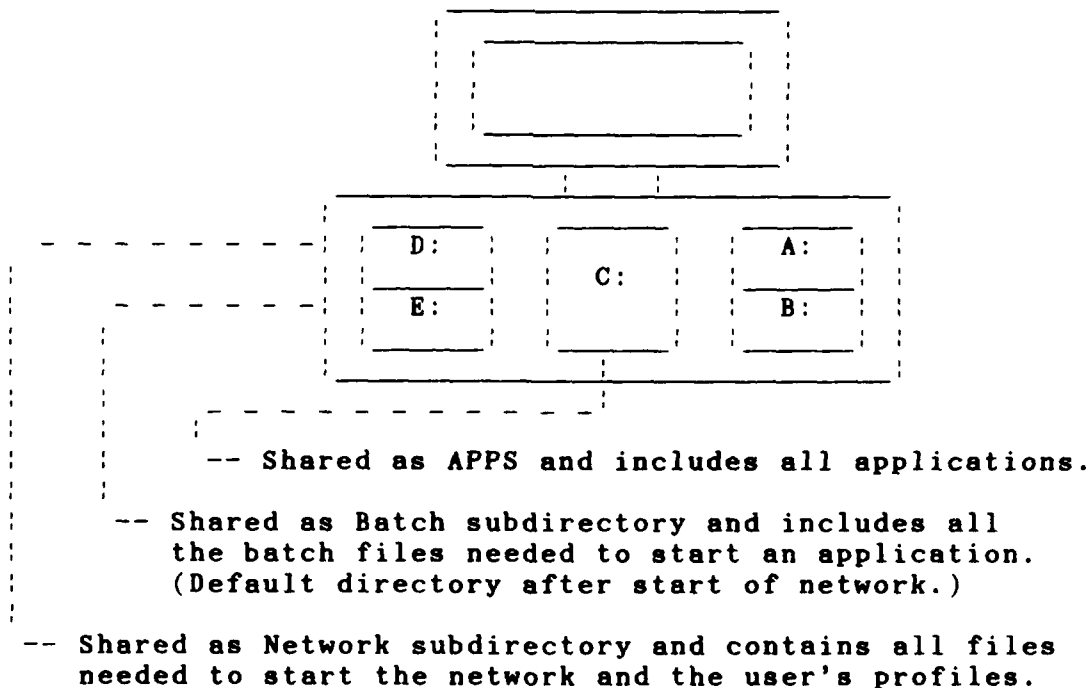 D: A:
C:
E: B:
-- Shared as APPS and includes all applications.
-- Shared as Batch subdirectory and includes all
the batch files needed to start an application.
(Default directory after start of network.)
-- Shared as Network subdirectory and contains all files
needed to start the network and the user's profiles.